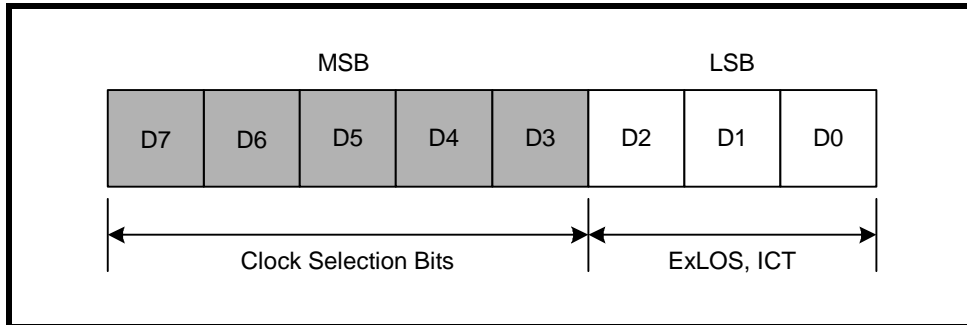 MSB LSB
D7 D6 D5 D4 D3 D2 D1 D0
Clock Selection Bits ExLOS, ICT